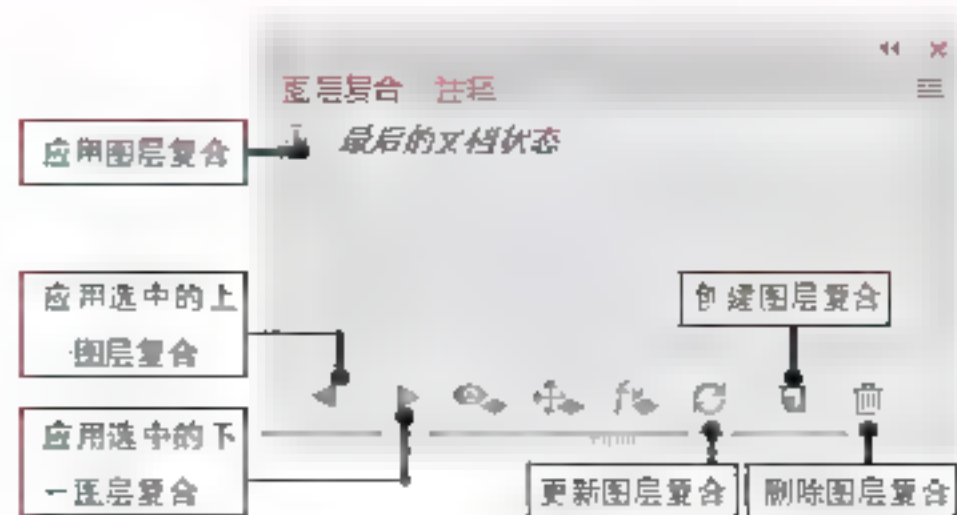 图层复合 注释
应用图层复合
最后的文档状态
应用选中的上
图层复合
创建图层复合
应用选中的下
一图层复合
更新图层复合
删除图层复合